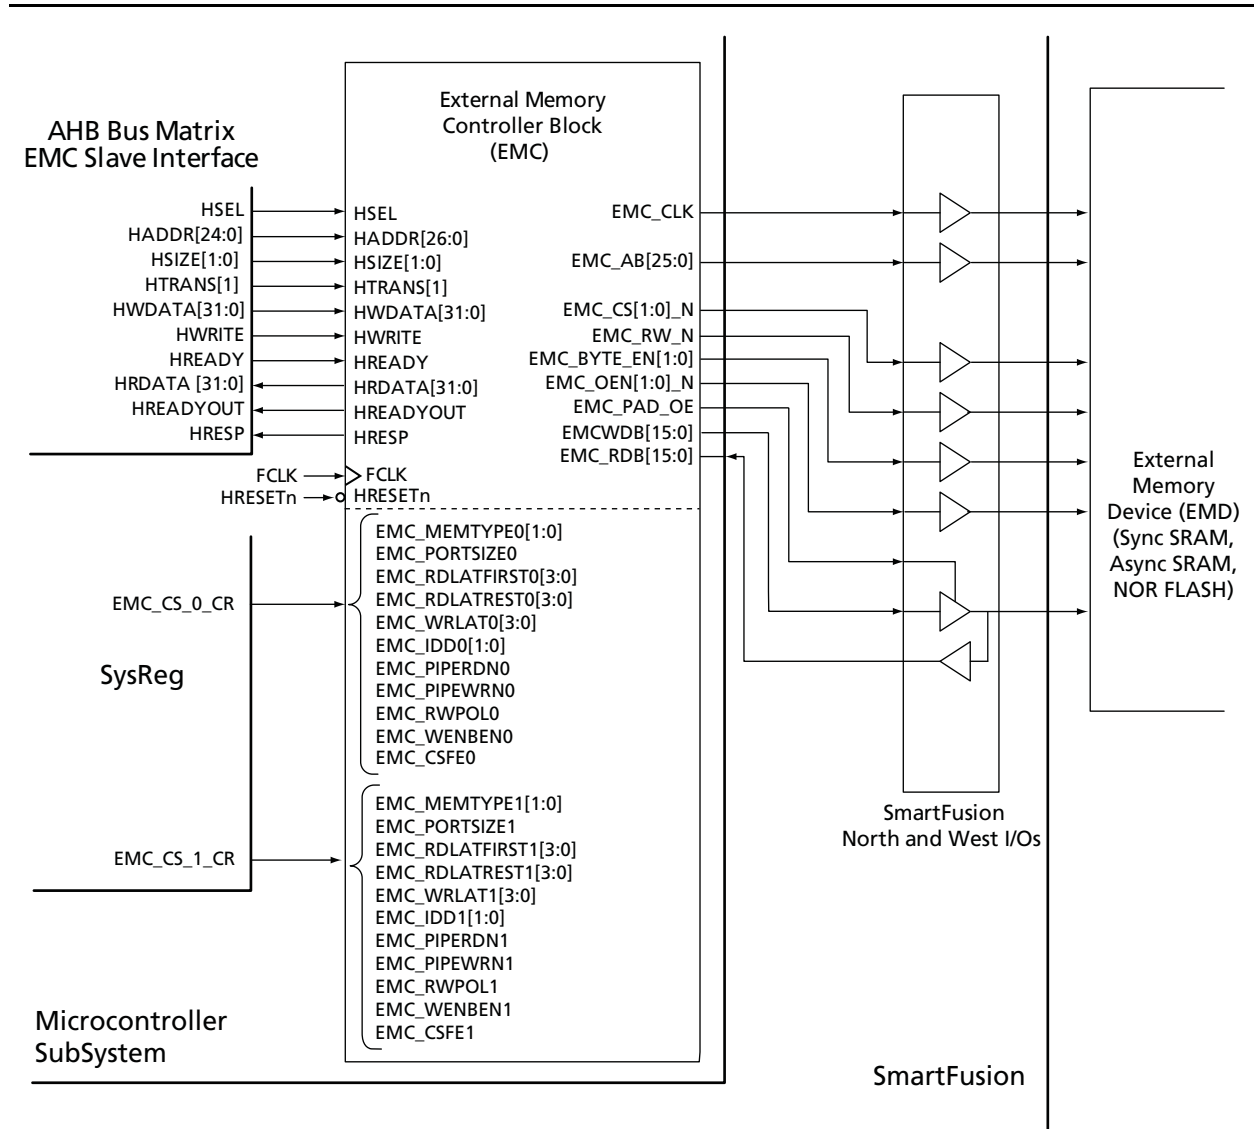 External Memory
Controller Block
(EMC)
AHB Bus Matrix
EMC Slave Interface
HSEL
HADDR[24:0]
HSIZE[1:0]
HTRANS[1]
HWDATA[31:0]
HWRITE
HREADY
HRDATA [31:0]
HREADYOUT
HRESP
FCLK
HRESETn
HSEL
HADDR[26:0]
HSIZE[1:0]
HTRANS[1]
HWDATA[31:0]
HWRITE
HREADY
HRDATA[31:0]
HREADYOUT
HRESP
FCLK
HRESETn
EMC_CLK
EMC_AB[25:0]
EMC_CS[1:0]_N
EMC_RW_N
EMC_BYTE_EN[1:0]
EMC_OEN[1:0]_N
EMC_PAD_OE
EMCWDB[15:0]
EMC_RDB[15:0]
External
Memory
Device (EMD)
(Sync SRAM,
Async SRAM,
NOR FLASH)
EMC_CS_0_CR
SysReg
EMC_CS_1_CR
EMC_MEMTYPE0[1:0]
EMC_PORTSIZE0
EMC_RDLATFIRST0[3:0]
EMC_RDLATREST0[3:0]
EMC_WRLAT0[3:0]
EMC_IDD0[1:0]
EMC_PIPERDN0
EMC_PIPEWRN0
EMC_RWPOL0
EMC_WENBEN0
EMC_CSFE0
EMC_MEMTYPE1[1:0]
EMC_PORTSIZE1
EMC_RDLATFIRST1[3:0]
EMC_RDLATREST1[3:0]
EMC_WRLAT1[3:0]
EMC_IDD1[1:0]
EMC_PIPERDN1
EMC_PIPEWRN1
EMC_RWPOL1
EMC_WENBEN1
EMC_CSFE1
SmartFusion
North and West I/Os
Microcontroller
SubSystem
SmartFusion